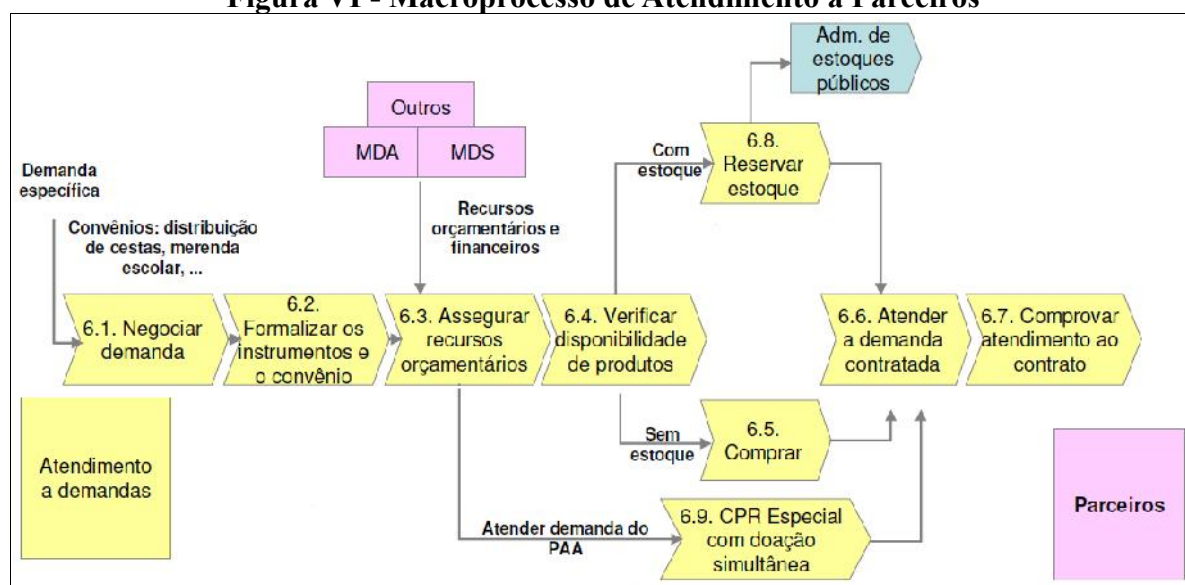 Figura VI - Macroprocesso de Atendimento a Parceiros
Adm. de
estoques
públicos
Outros
MDA
MDS
Demanda
específica
Com
estoque
6.8.
Reservar
estoque
Convênios: distribuição
de cestas, merenda
escolar, ...
Recursos
orçamentários e
financeiros
6.1. Negociar
demanda
6.2.
Formalizar os
instrumentos e
o convênio
6.3. Assegurar
recursos
orçamentários
6.4. Verificar
disponibilidade
de produtos
6.6. Atender
a demanda
contratada
6.7. Comprovar
atendimento ao
contrato
Atendimento
a demandas
Sem
estoque
6.5.
Comprar
Parceiros
Atender demanda do
PAA
6.9. CPR Especial
com doação
simultânea